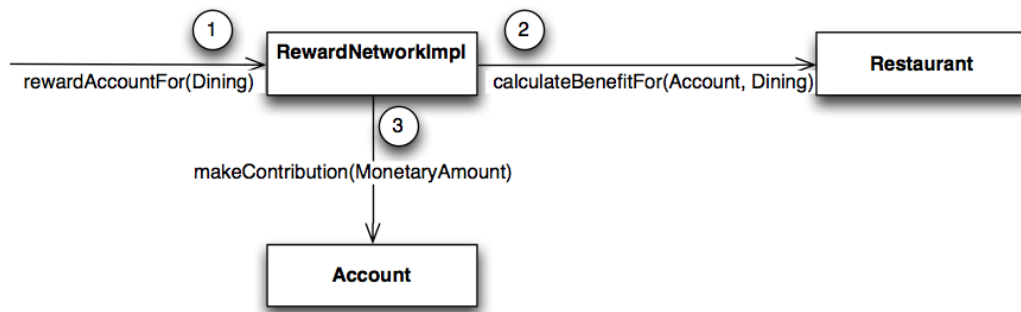 1
2
RewardNetworkImpl
Restaurant
rewardAccountFor(Dining)
calculateBenefitFor(Account, Dining)
3
makeContribution(MonetaryAmount)
Account